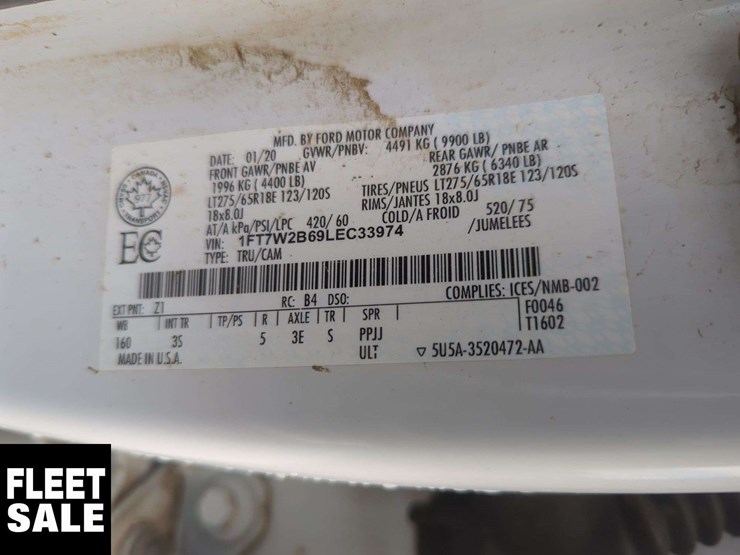 MFD. BY FORD MOTOR COMPANY
DATE: 01/20 GVWR/PNBV: 4491 KG ( 9900 LB)
FRONT GAWR/PNBE AV REAR GAWR/ PNBE AR
1996 KG ( 4400 LB) 2876 KG ( 6340 LB)
LT275/65R18E 123/120S TIRES/PNEUS LT275/65R18E 123/120S
18x8.0J RIMS/JANTES 18x8.0J
AT/A kPa/PSI/LPC 420/ 60 COLD/A FROID 520/ 75
VIN: 1FT7W2B69LEC33974 /JUMELEES
TYPE: TRU/CAM
977
EC
COMPLIES: ICES/NMB-002
EXT PNT: Z1 RC: B4 DSO: F0046
WB INT TR TP/PS R AXLE TR SPR T1602
160 3S 5 3E S PPJJ
ULT ▽ 5U5A-3520472-AA
MADE IN U.S.A.
FLEET
SALE